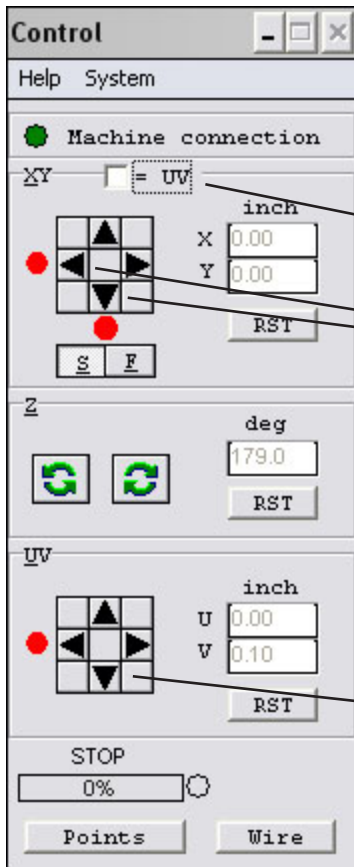 Control
Help System
Machine connection
XY = UV
inch
X 0.00
Y 0.00
RST
S F
Z
deg
179.0
RST
UV
inch
U 0.00
V 0.10
RST
STOP
0%
Points Wire